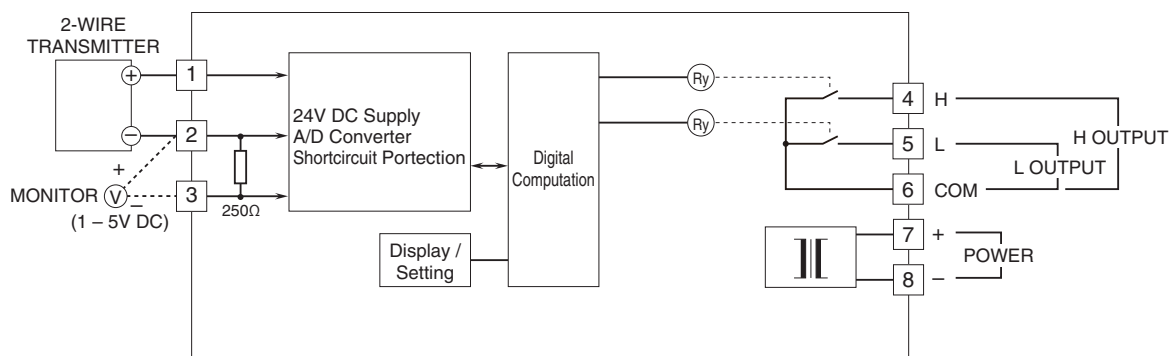 2-WIRE
TRANSMITTER
+
−
1
2
3
+
−
MONITOR V
(1 – 5V DC)
250Ω
24V DC Supply
A/D Converter
Shortcircuit Portection
Digital
Computation
Display /
Setting
Ry
Ry
4 H
5 L
6 COM
H OUTPUT
L OUTPUT
7 +
8 –
POWER